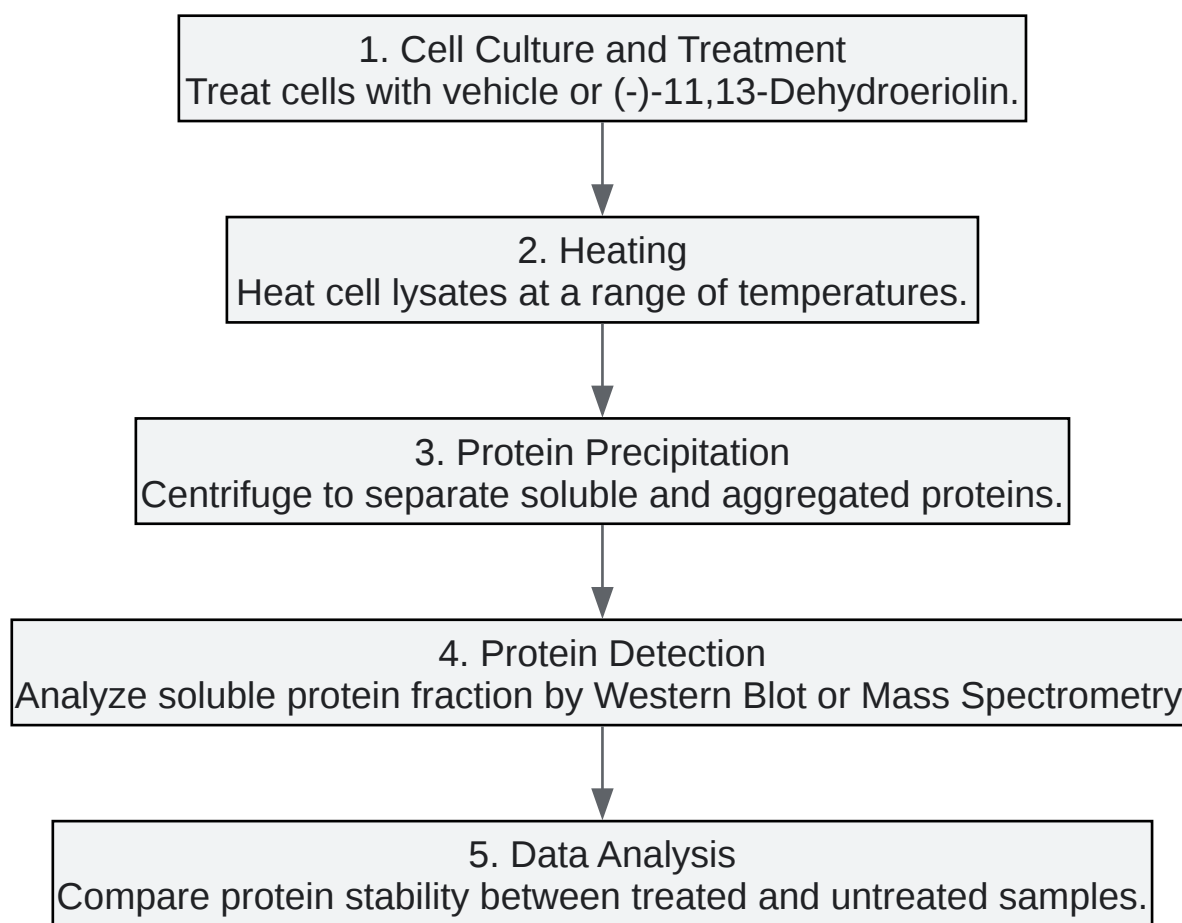 1. Cell Culture and Treatment
Treat cells with vehicle or (-)-11,13-Dehydroeriolin.
2. Heating
Heat cell lysates at a range of temperatures.
3. Protein Precipitation
Centrifuge to separate soluble and aggregated proteins.
4. Protein Detection
Analyze soluble protein fraction by Western Blot or Mass Spectrometry
5. Data Analysis
Compare protein stability between treated and untreated samples.